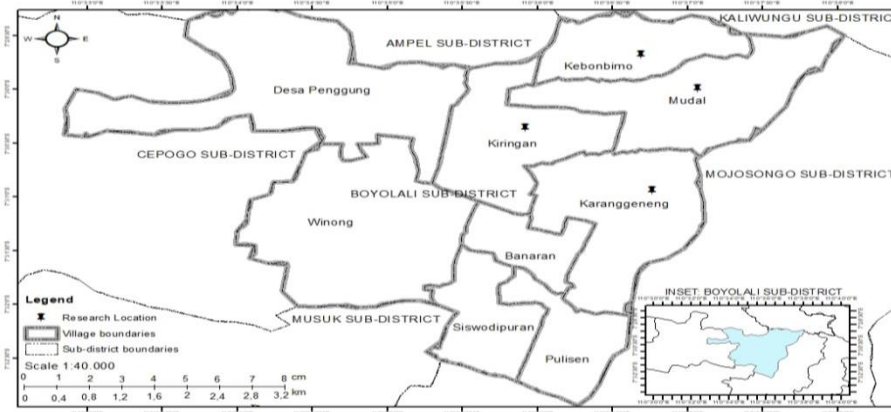 N
W E
S
KALIWUNGU SUB-DISTRICT
AMPEL SUB-DISTRICT
Kebonbimo
Desa Penggung
Mudal
Kiringan
CEPOGO SUB-DISTRICT
MOJOSONGO SUB-DISTRICT
BOYOLALI SUB-DISTRICT
Karanggeneng
Winong
Banaran
INSET: BOYOLALI SUB-DISTRICT
Legend
Research Location
Village boundaries
Sub-district boundaries
MUSUK SUB-DISTRICT
Siswodipuran
Pulisen
Scale 1:40.000
0 1 2 3 4 5 6 7 8 cm
0 0,4 0,8 1,2 1,6 2 2,4 2,8 3,2 km